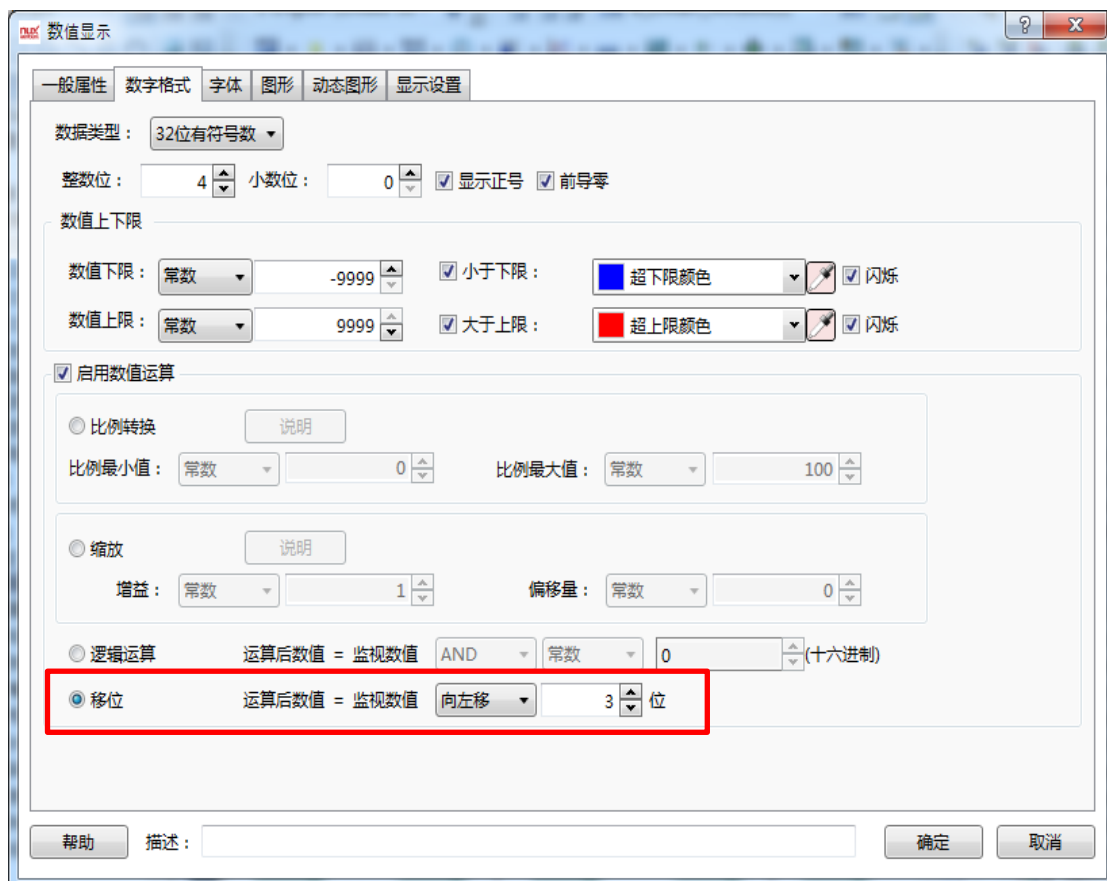 数值显示
一般属性 数字格式 字体 图形 动态图形 显示设置
数据类型： 32位有符号数
整数位： 4 小数位： 0 显示正号 前导零
数值上下限
数值下限： 常数 -9999 小于下限： 超下限颜色 闪烁
数值上限： 常数 9999 大于上限： 超上限颜色 闪烁
启用数值运算
比例转换 说明
比例最小值： 常数 0 比例最大值： 常数 100
缩放 说明
增益： 常数 1 偏移量： 常数 0
逻辑运算 运算后数值 = 监视数值 AND 常数 0 (十六进制)
移位 运算后数值 = 监视数值 向左移 3 位
帮助 描述： 确定 取消